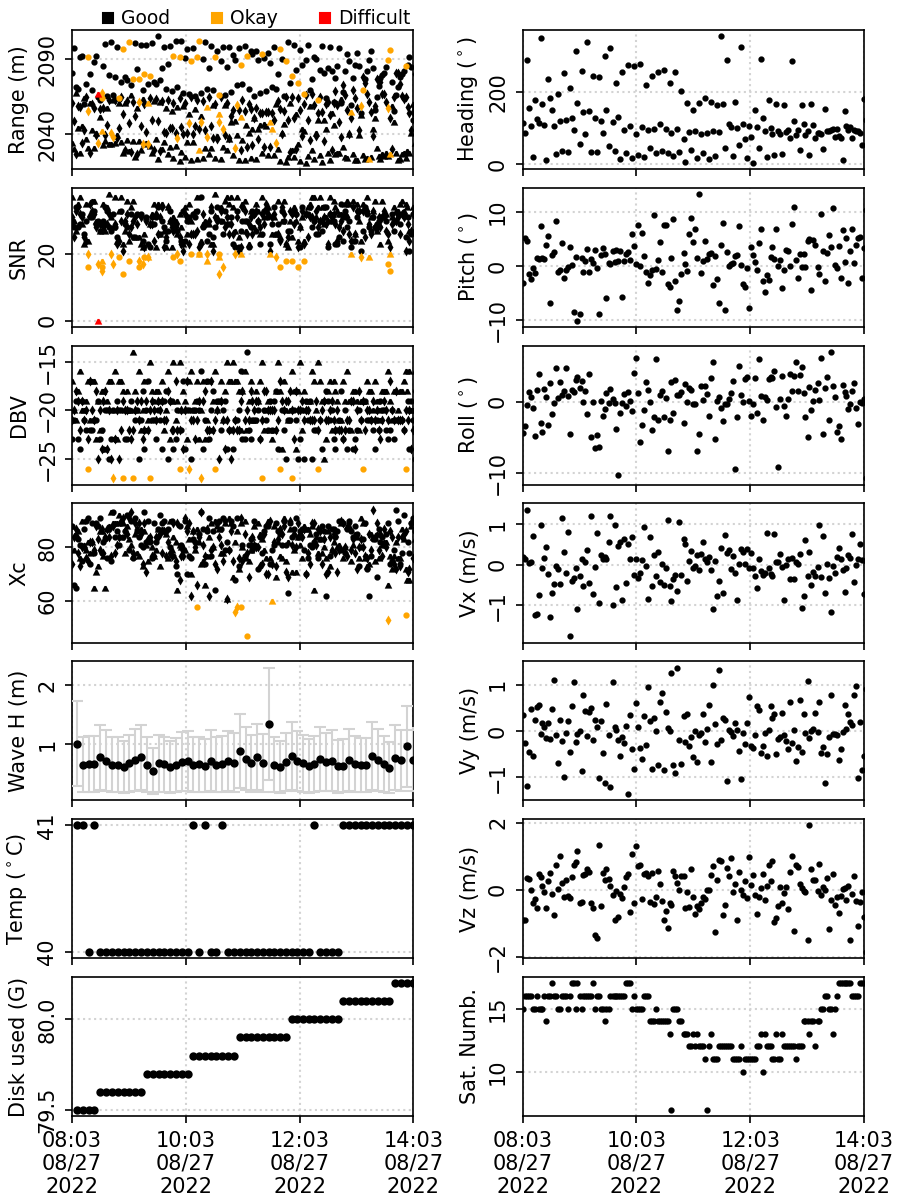 Good Okay Difficult
Range (m)
2090
2040
Heading (°)
200
0
SNR
20
0
Pitch (°)
10
0
−10
DBV
−15
−20
−25
Roll (°)
0
−10
Xc
80
60
Vx (m/s)
1
0
−1
Wave H (m)
2
1
Vy (m/s)
1
0
−1
Temp (°C)
41
40
Vz (m/s)
2
0
−2
Disk used (G)
80.0
79.5
Sat. Numb.
15
10
08:03 10:03 12:03 14:03
08/27 08/27 08/27 08/27
2022 2022 2022 2022
08:03 10:03 12:03 14:03
08/27 08/27 08/27 08/27
2022 2022 2022 2022